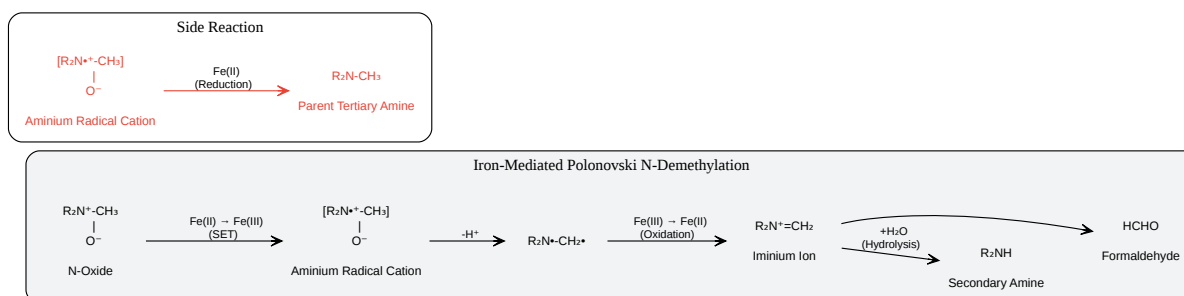 Side Reaction
[R₂N•⁺-CH₃]
|
O⁻
Aminium Radical Cation
Fe(II)
(Reduction)
R₂N-CH₃
Parent Tertiary Amine
Iron-Mediated Polonovski N-Demethylation
R₂N⁺-CH₃
|
O⁻
N-Oxide
Fe(II) → Fe(III)
(SET)
[R₂N•⁺-CH₃]
|
O⁻
Aminium Radical Cation
-H⁺
R₂N•-CH₂•
Fe(III) → Fe(II)
(Oxidation)
R₂N⁺=CH₂
Iminium Ion
+H₂O
(Hydrolysis)
R₂NH
Secondary Amine
HCHO
Formaldehyde